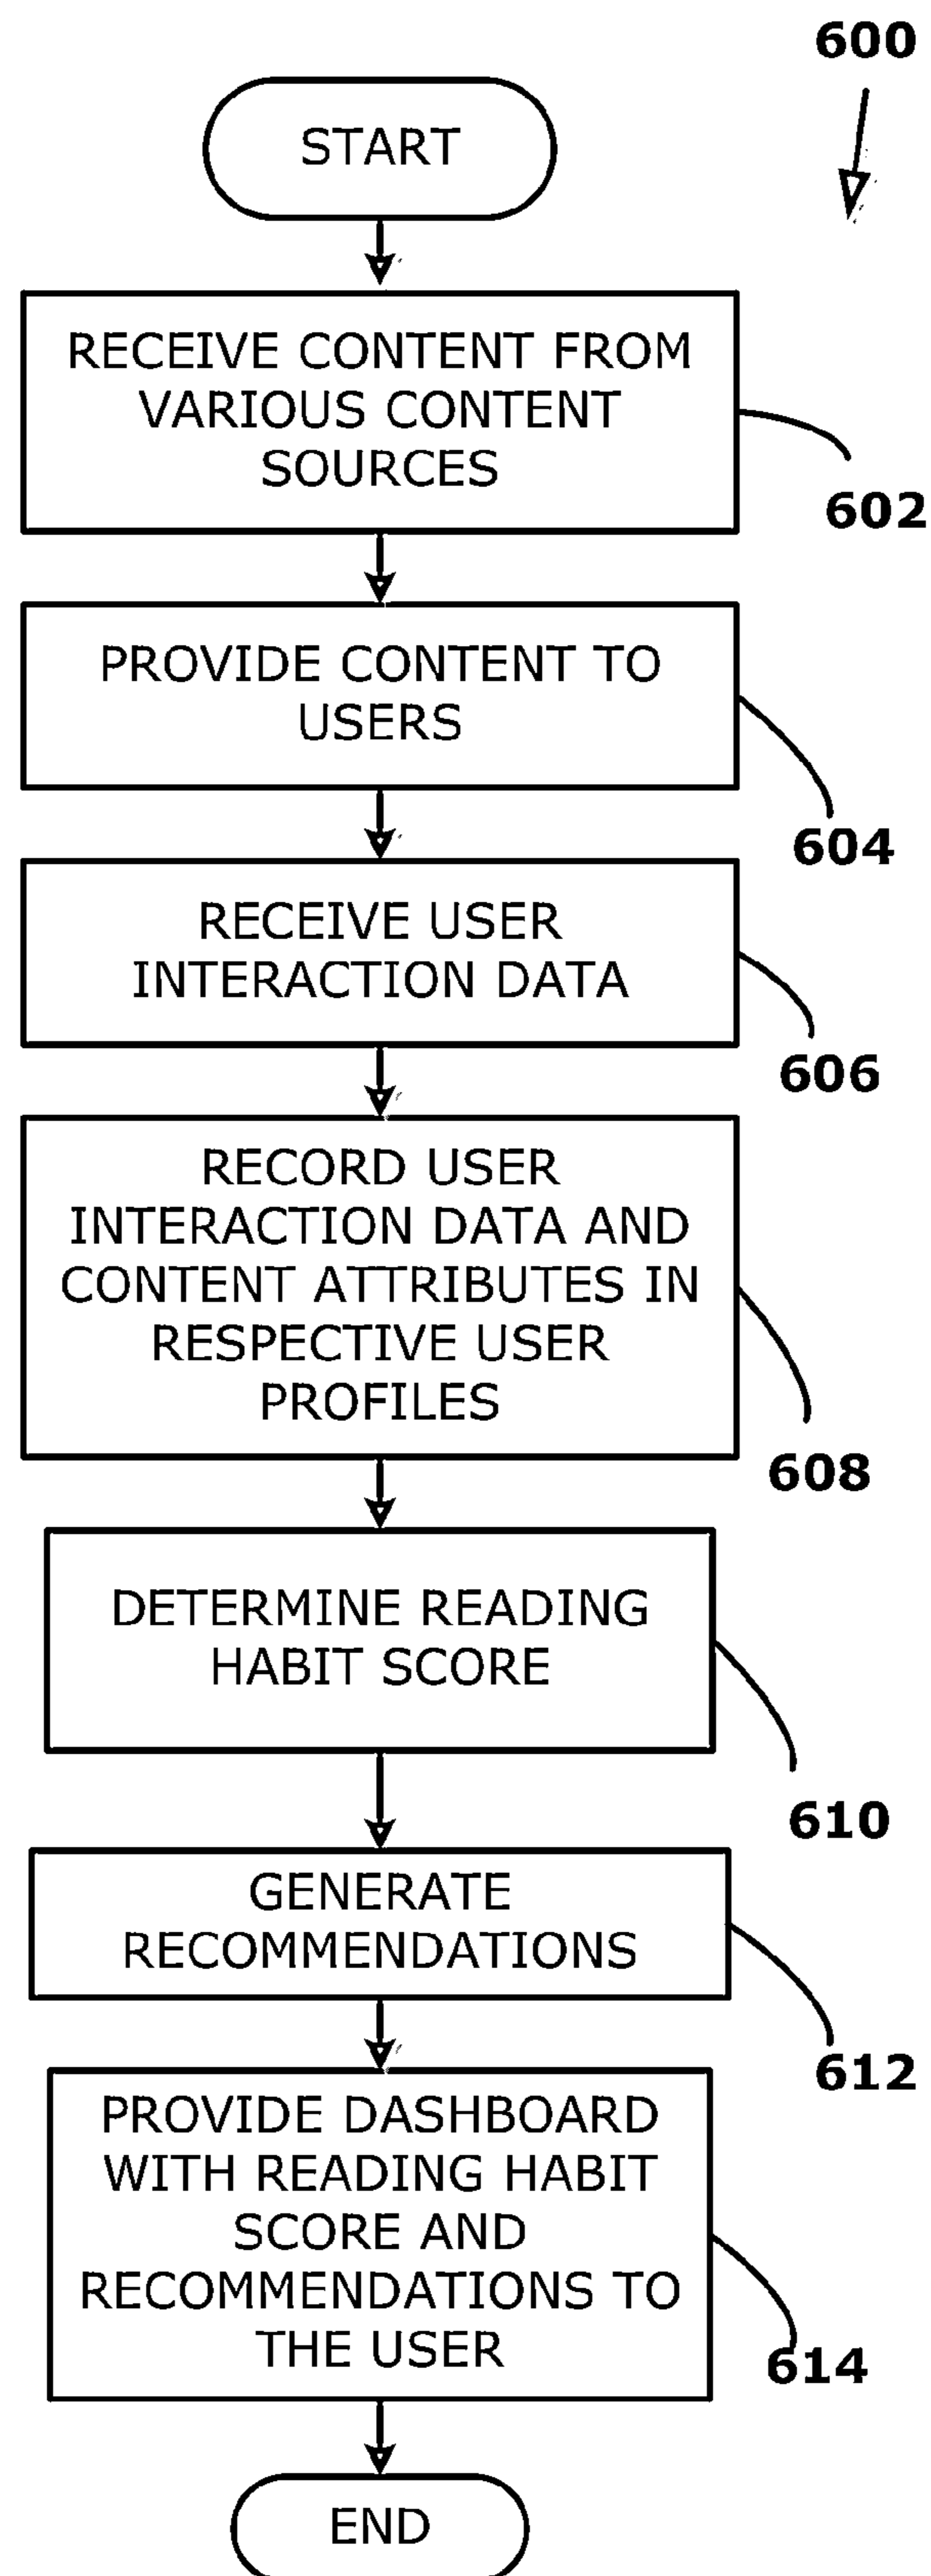 600
START
RECEIVE CONTENT FROM
VARIOUS CONTENT
SOURCES
602
PROVIDE CONTENT TO
USERS
604
RECEIVE USER
INTERACTION DATA
606
RECORD USER
INTERACTION DATA AND
CONTENT ATTRIBUTES IN
RESPECTIVE USER
PROFILES
608
DETERMINE READING
HABIT SCORE
610
GENERATE
RECOMMENDATIONS
612
PROVIDE DASHBOARD
WITH READING HABIT
SCORE AND
RECOMMENDATIONS TO
THE USER
614
END